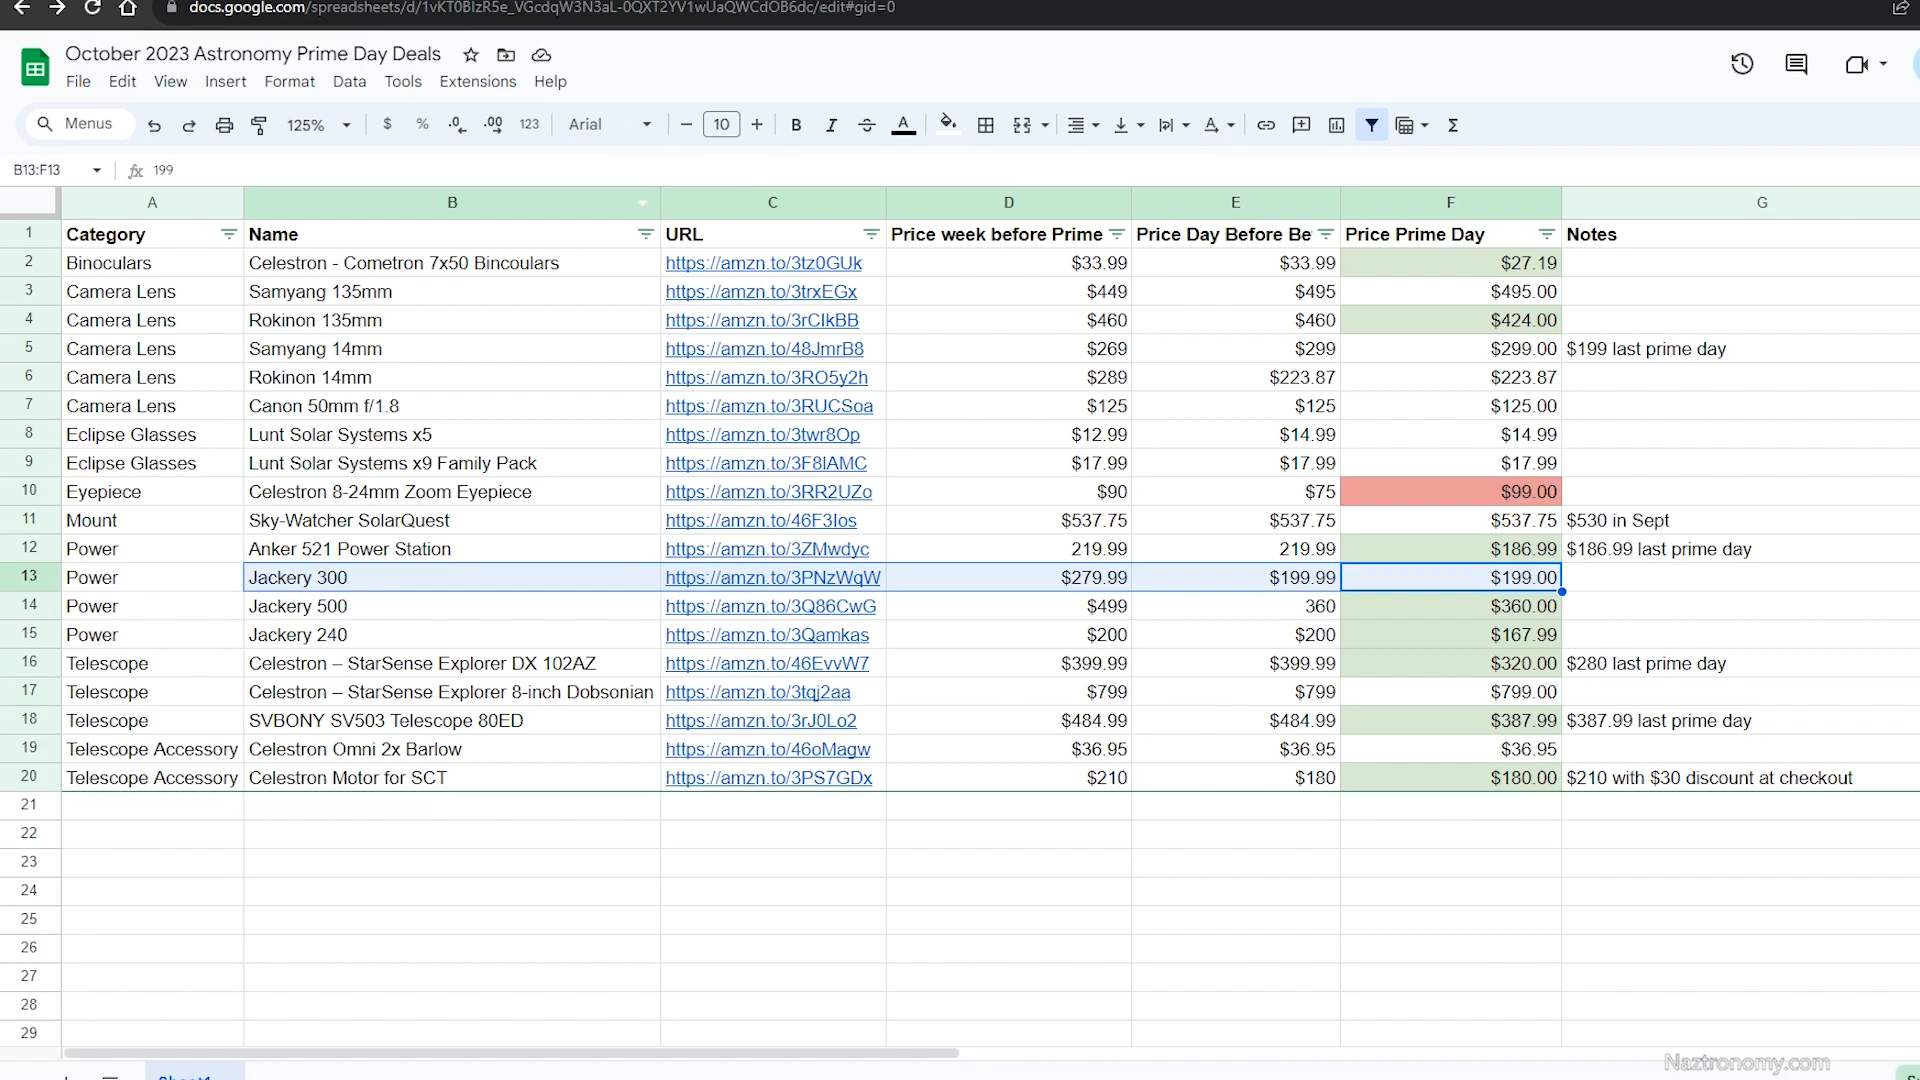 docs.google.com/spreadsheets/d/1vKT0BIzR5e_VGcdqW3N3aL-0QXT2YV1wUaQWCdOB6dc/edit#gid=0
October 2023 Astronomy Prime Day Deals
File Edit View Insert Format Data Tools Extensions Help
Menus 125% $ % .0 .00 123 Arial 10 B I A Σ
B13:F13 fx 199
A B C D E F G
1 Category Name URL Price week before Prime Price Day Before Be Price Prime Day Notes
2 Binoculars Celestron - Cometron 7x50 Bincoulars https://amzn.to/3tz0GUk $33.99 $33.99 $27.19
3 Camera Lens Samyang 135mm https://amzn.to/3trxEGx $449 $495 $495.00
4 Camera Lens Rokinon 135mm https://amzn.to/3rCIkBB $460 $460 $424.00
5 Camera Lens Samyang 14mm https://amzn.to/48JmrB8 $269 $299 $299.00 $199 last prime day
6 Camera Lens Rokinon 14mm https://amzn.to/3RO5y2h $289 $223.87 $223.87
7 Camera Lens Canon 50mm f/1.8 https://amzn.to/3RUCSoa $125 $125 $125.00
8 Eclipse Glasses Lunt Solar Systems x5 https://amzn.to/3twr8Op $12.99 $14.99 $14.99
9 Eclipse Glasses Lunt Solar Systems x9 Family Pack https://amzn.to/3F8lAMC $17.99 $17.99 $17.99
10 Eyepiece Celestron 8-24mm Zoom Eyepiece https://amzn.to/3RR2UZo $90 $75 $99.00
11 Mount Sky-Watcher SolarQuest https://amzn.to/46F3Ios $537.75 $537.75 $537.75 $530 in Sept
12 Power Anker 521 Power Station https://amzn.to/3ZMwdyc 219.99 219.99 $186.99 $186.99 last prime day
13 Power Jackery 300 https://amzn.to/3PNzWqW $279.99 $199.99 $199.00
14 Power Jackery 500 https://amzn.to/3Q86CwG $499 360 $360.00
15 Power Jackery 240 https://amzn.to/3Qamkas $200 $200 $167.99
16 Telescope Celestron – StarSense Explorer DX 102AZ https://amzn.to/46EvvW7 $399.99 $399.99 $320.00 $280 last prime day
17 Telescope Celestron – StarSense Explorer 8-inch Dobsonian https://amzn.to/3tqj2aa $799 $799 $799.00
18 Telescope SVBONY SV503 Telescope 80ED https://amzn.to/3rJ0Lo2 $484.99 $484.99 $387.99 $387.99 last prime day
19 Telescope Accessory Celestron Omni 2x Barlow https://amzn.to/46oMagw $36.95 $36.95 $36.95
20 Telescope Accessory Celestron Motor for SCT https://amzn.to/3PS7GDx $210 $180 $180.00 $210 with $30 discount at checkout
21
22
23
24
25
26
27
28
29
Naztronomy.com
Sheet1